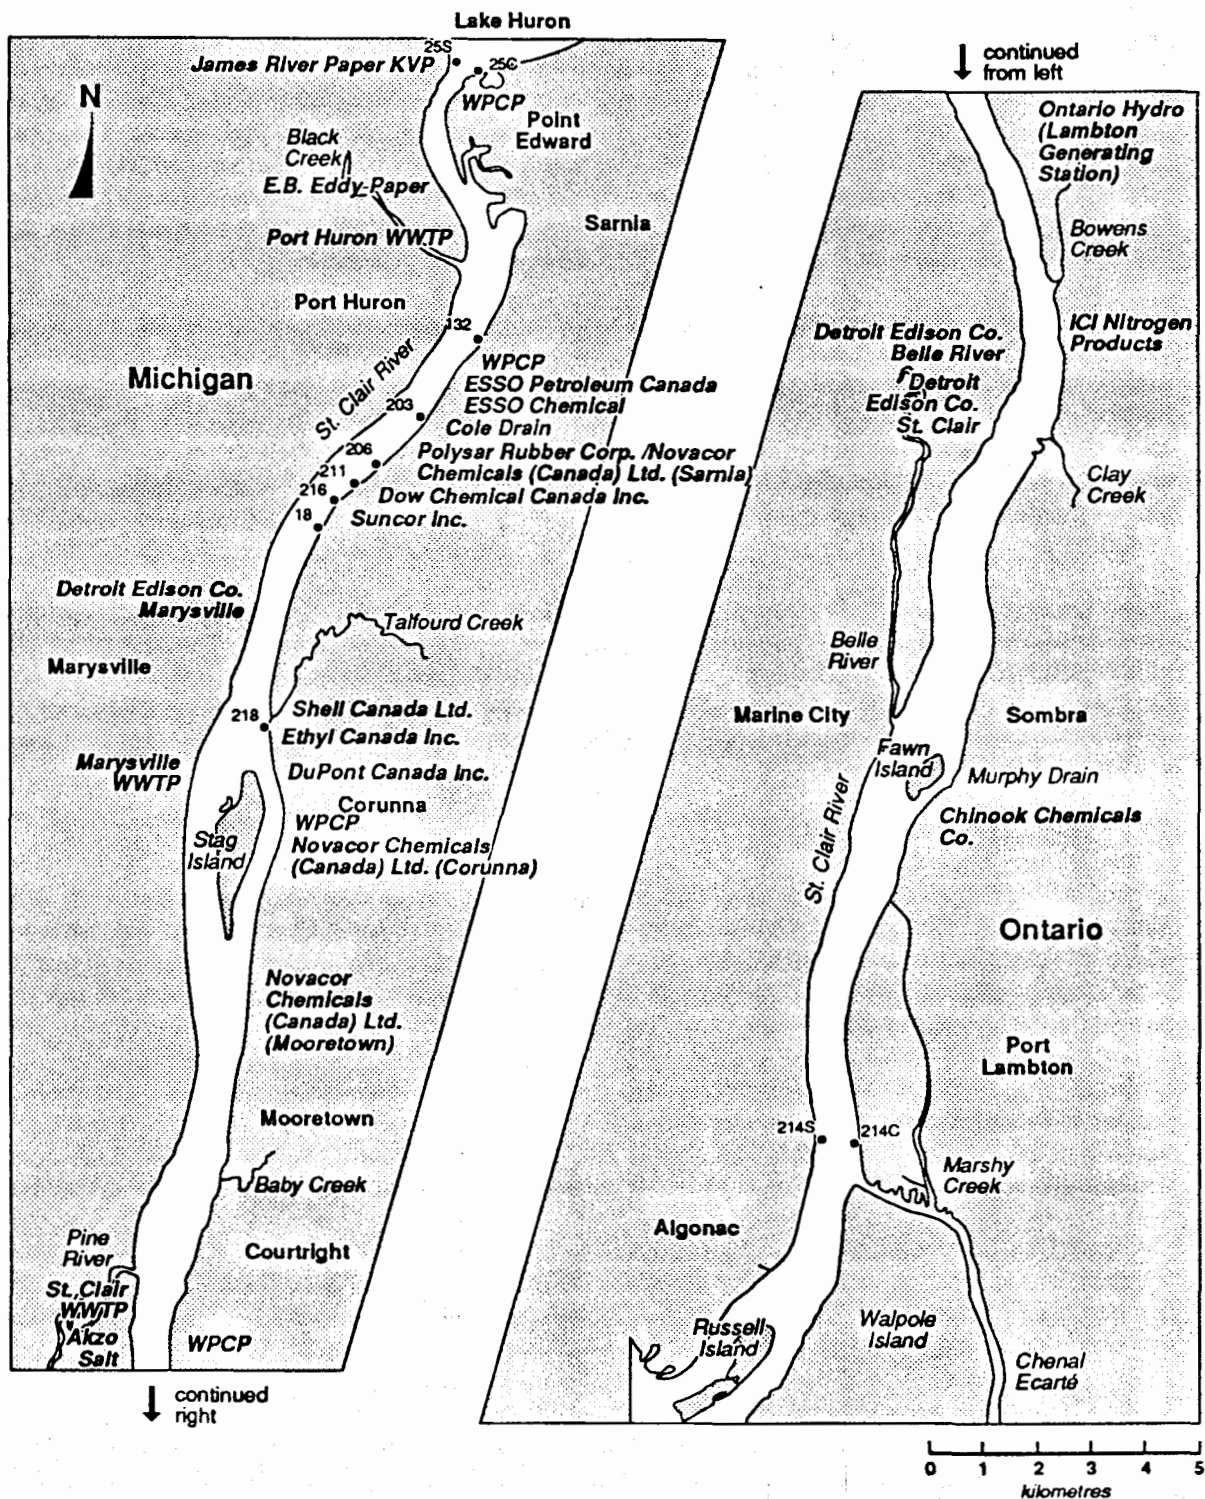 Lake Huron
25S
James River Paper KVP
25C
WPCP
Point
Edward
N
Black
Creek
E.B. Eddy Paper
Port Huron WWTP
Sarnia
Port Huron
132
St. Clair River
Michigan
WPCP
ESSO Petroleum Canada
ESSO Chemical
203
Cole Drain
206
Polysar Rubber Corp. /Novacor
Chemicals (Canada) Ltd. (Sarnia)
211
216
Dow Chemical Canada Inc.
18
Suncor Inc.
Detroit Edison Co.
Marysville
Talfourd Creek
Marysville
218
Shell Canada Ltd.
Ethyl Canada Inc.
Marysville
WWTP
DuPont Canada Inc.
Corunna
WPCP
Stag
Island
Novacor Chemicals
(Canada) Ltd. (Corunna)
Novacor
Chemicals
(Canada) Ltd.
(Mooretown)
Mooretown
Baby Creek
Pine
River
Courtright
St. Clair
WWTP
Akzo
Salt
WPCP
continued
right
continued
from left
Ontario Hydro
(Lambton
Generating
Station)
Bowens
Creek
ICI Nitrogen
Products
Detroit Edison Co.
Belle River
Detroit
Edison Co.
St. Clair
Clay
Creek
Belle
River
Marine City
Sombra
Fawn
Island
Murphy Drain
Chinook Chemicals
Co.
St. Clair River
Ontario
Port
Lambton
214S
214C
Marshy
Creek
Algonac
Russell
Island
Walpole
Island
Chenal
Ecarté
0 1 2 3 4 5
kilometres